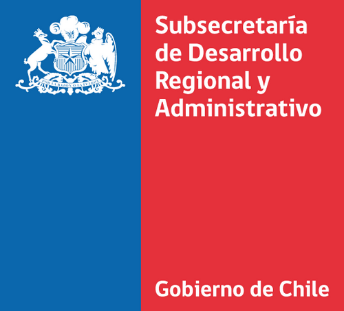 Subsecretaría
de Desarrollo
Regional y
Administrativo
Gobierno de Chile